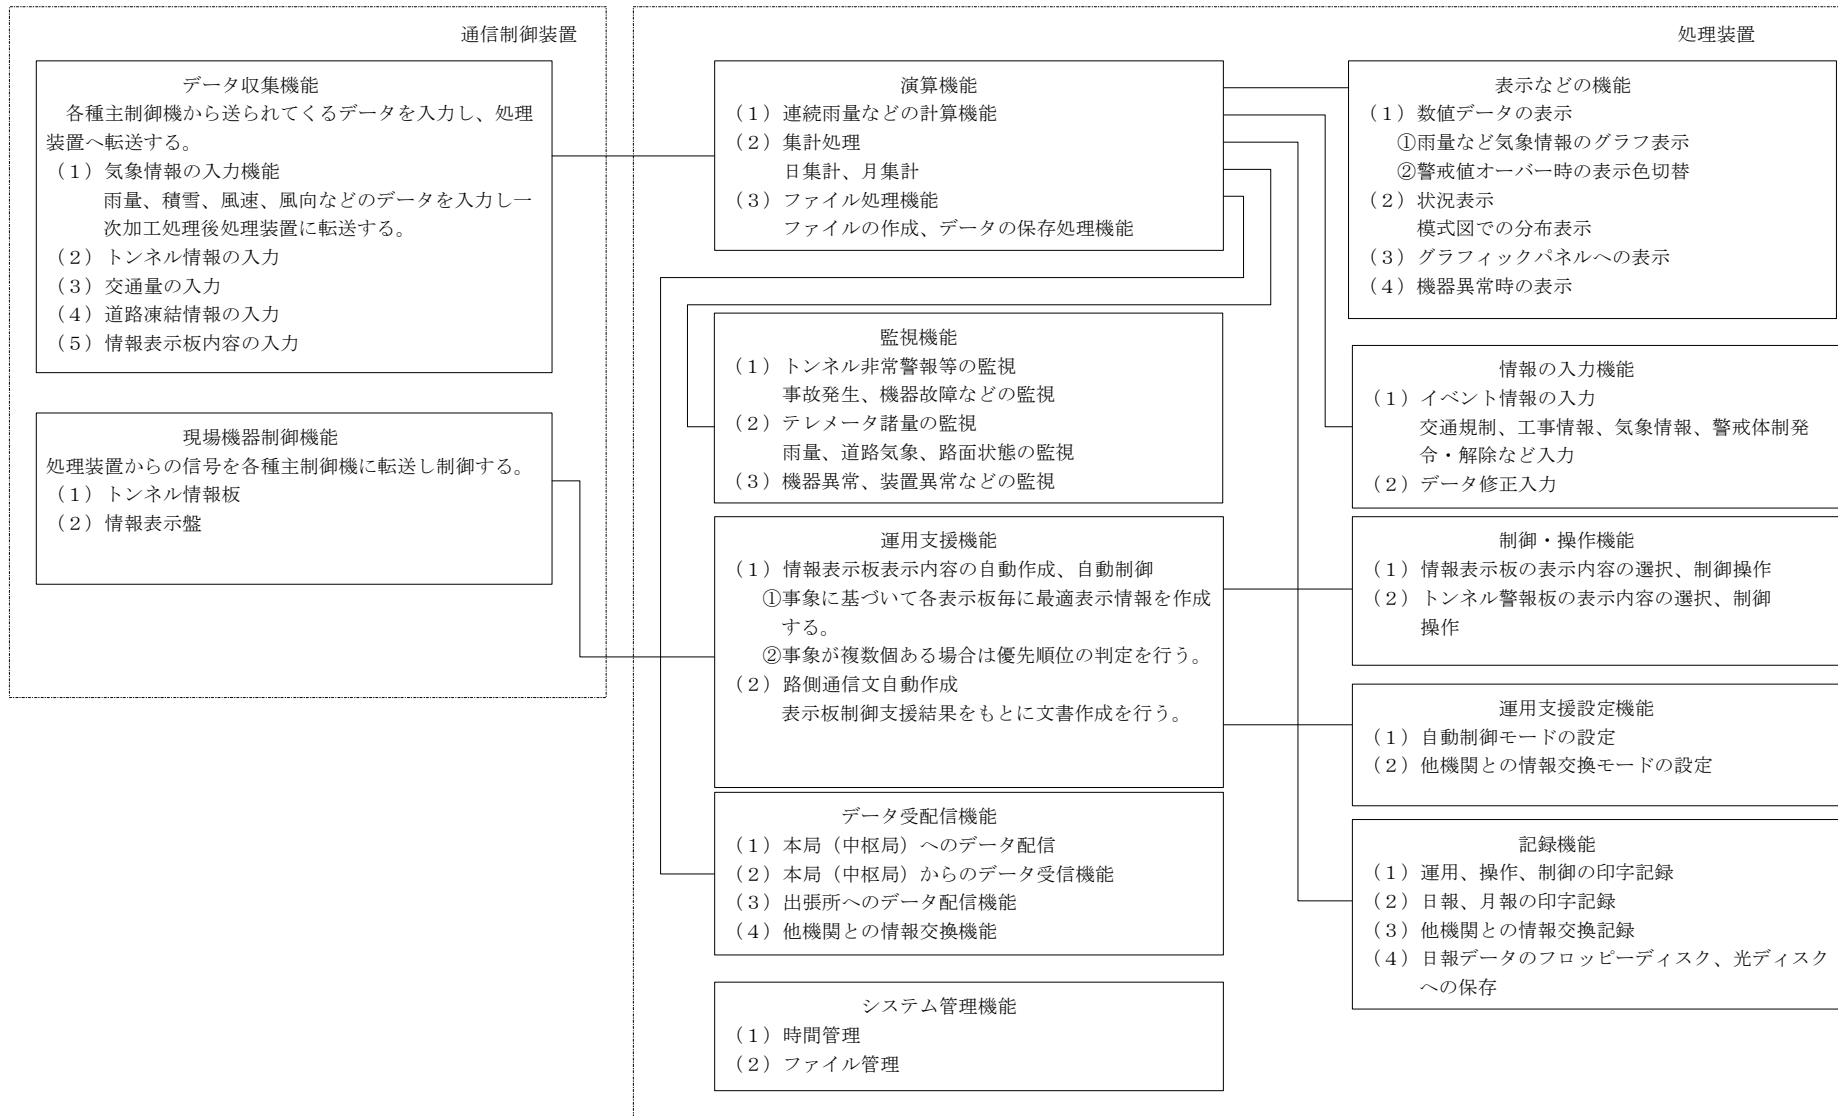 通信制御装置
データ収集機能
各種主制御機から送られてくるデータを入力し、処理
装置へ転送する。
（１）気象情報の入力機能
雨量、積雪、風速、風向などのデータを入力し一
次加工処理後処理装置に転送する。
（２）トンネル情報の入力
（３）交通量の入力
（４）道路凍結情報の入力
（５）情報表示板内容の入力
現場機器制御機能
処理装置からの信号を各種主制御機に転送し制御する。
（１）トンネル情報板
（２）情報表示盤
処理装置
演算機能
（１）連続雨量などの計算機能
（２）集計処理
日集計、月集計
（３）ファイル処理機能
ファイルの作成、データの保存処理機能
監視機能
（１）トンネル非常警報等の監視
事故発生、機器故障などの監視
（２）テレメータ諸量の監視
雨量、道路気象、路面状態の監視
（３）機器異常、装置異常などの監視
運用支援機能
（１）情報表示板表示内容の自動作成、自動制御
①事象に基づいて各表示板毎に最適表示情報を作成
する。
②事象が複数個ある場合は優先順位の判定を行う。
（２）路側通信文自動作成
表示板制御支援結果をもとに文書作成を行う。
データ受配信機能
（１）本局（中枢局）へのデータ配信
（２）本局（中枢局）からのデータ受信機能
（３）出張所へのデータ配信機能
（４）他機関との情報交換機能
システム管理機能
（１）時間管理
（２）ファイル管理
表示などの機能
（１）数値データの表示
①雨量など気象情報のグラフ表示
②警戒値オーバー時の表示色切替
（２）状況表示
模式図での分布表示
（３）グラフィックパネルへの表示
（４）機器異常時の表示
情報の入力機能
（１）イベント情報の入力
交通規制、工事情報、気象情報、警戒体制発
令・解除など入力
（２）データ修正入力
制御・操作機能
（１）情報表示板の表示内容の選択、制御操作
（２）トンネル警報板の表示内容の選択、制御
操作
運用支援設定機能
（１）自動制御モードの設定
（２）他機関との情報交換モードの設定
記録機能
（１）運用、操作、制御の印字記録
（２）日報、月報の印字記録
（３）他機関との情報交換記録
（４）日報データのフロッピーディスク、光ディスク
への保存